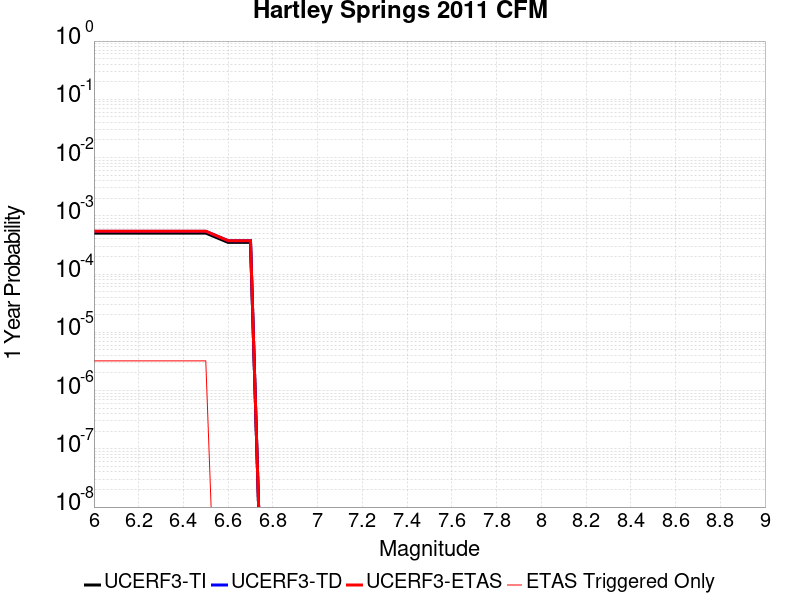 Hartley Springs 2011 CFM
10^0
10^-1
10^-2
10^-3
10^-4
10^-5
10^-6
10^-7
10^-8
1 Year Probability
6 6.2 6.4 6.6 6.8 7 7.2 7.4 7.6 7.8 8 8.2 8.4 8.6 8.8 9
Magnitude
UCERF3-TI UCERF3-TD UCERF3-ETAS ETAS Triggered Only